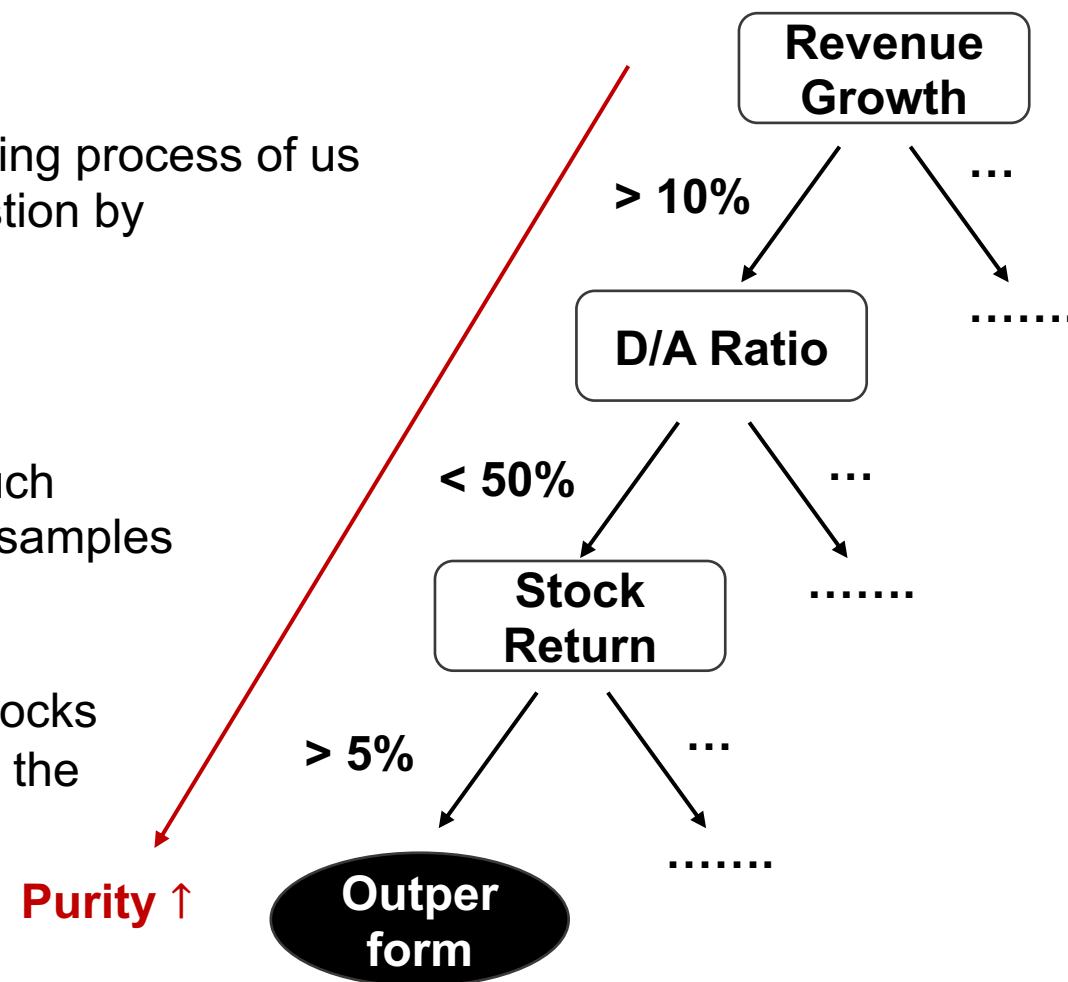 Revenue
Growth
ing process of us
stion by
> 10%
...
.......
D/A Ratio
uch
samples
< 50%
...
.......
Stock
Return
ocks
the
> 5%
...
.......
Purity ↑
Outper
form